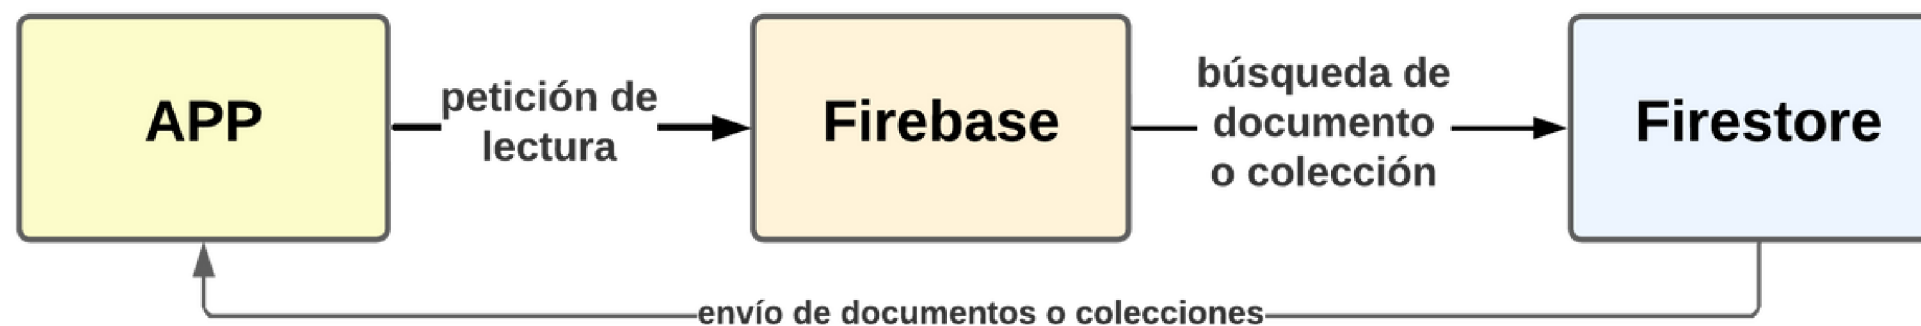 APP
petición de
lectura
Firebase
búsqueda de
documento
o colección
Firestore
envío de documentos o colecciones